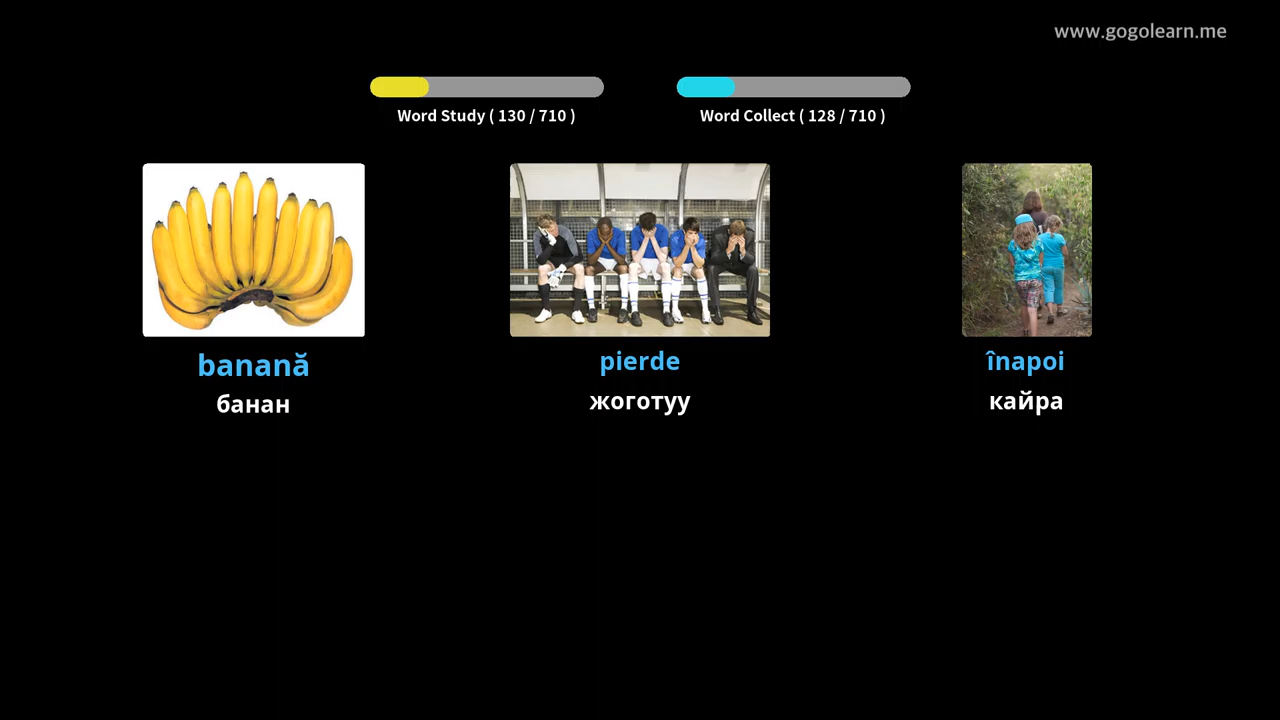 www.gogolearn.me
Word Study ( 130 / 710 )
Word Collect ( 128 / 710 )
banană
pierde
înapoi
банан
жоготуу
кайра